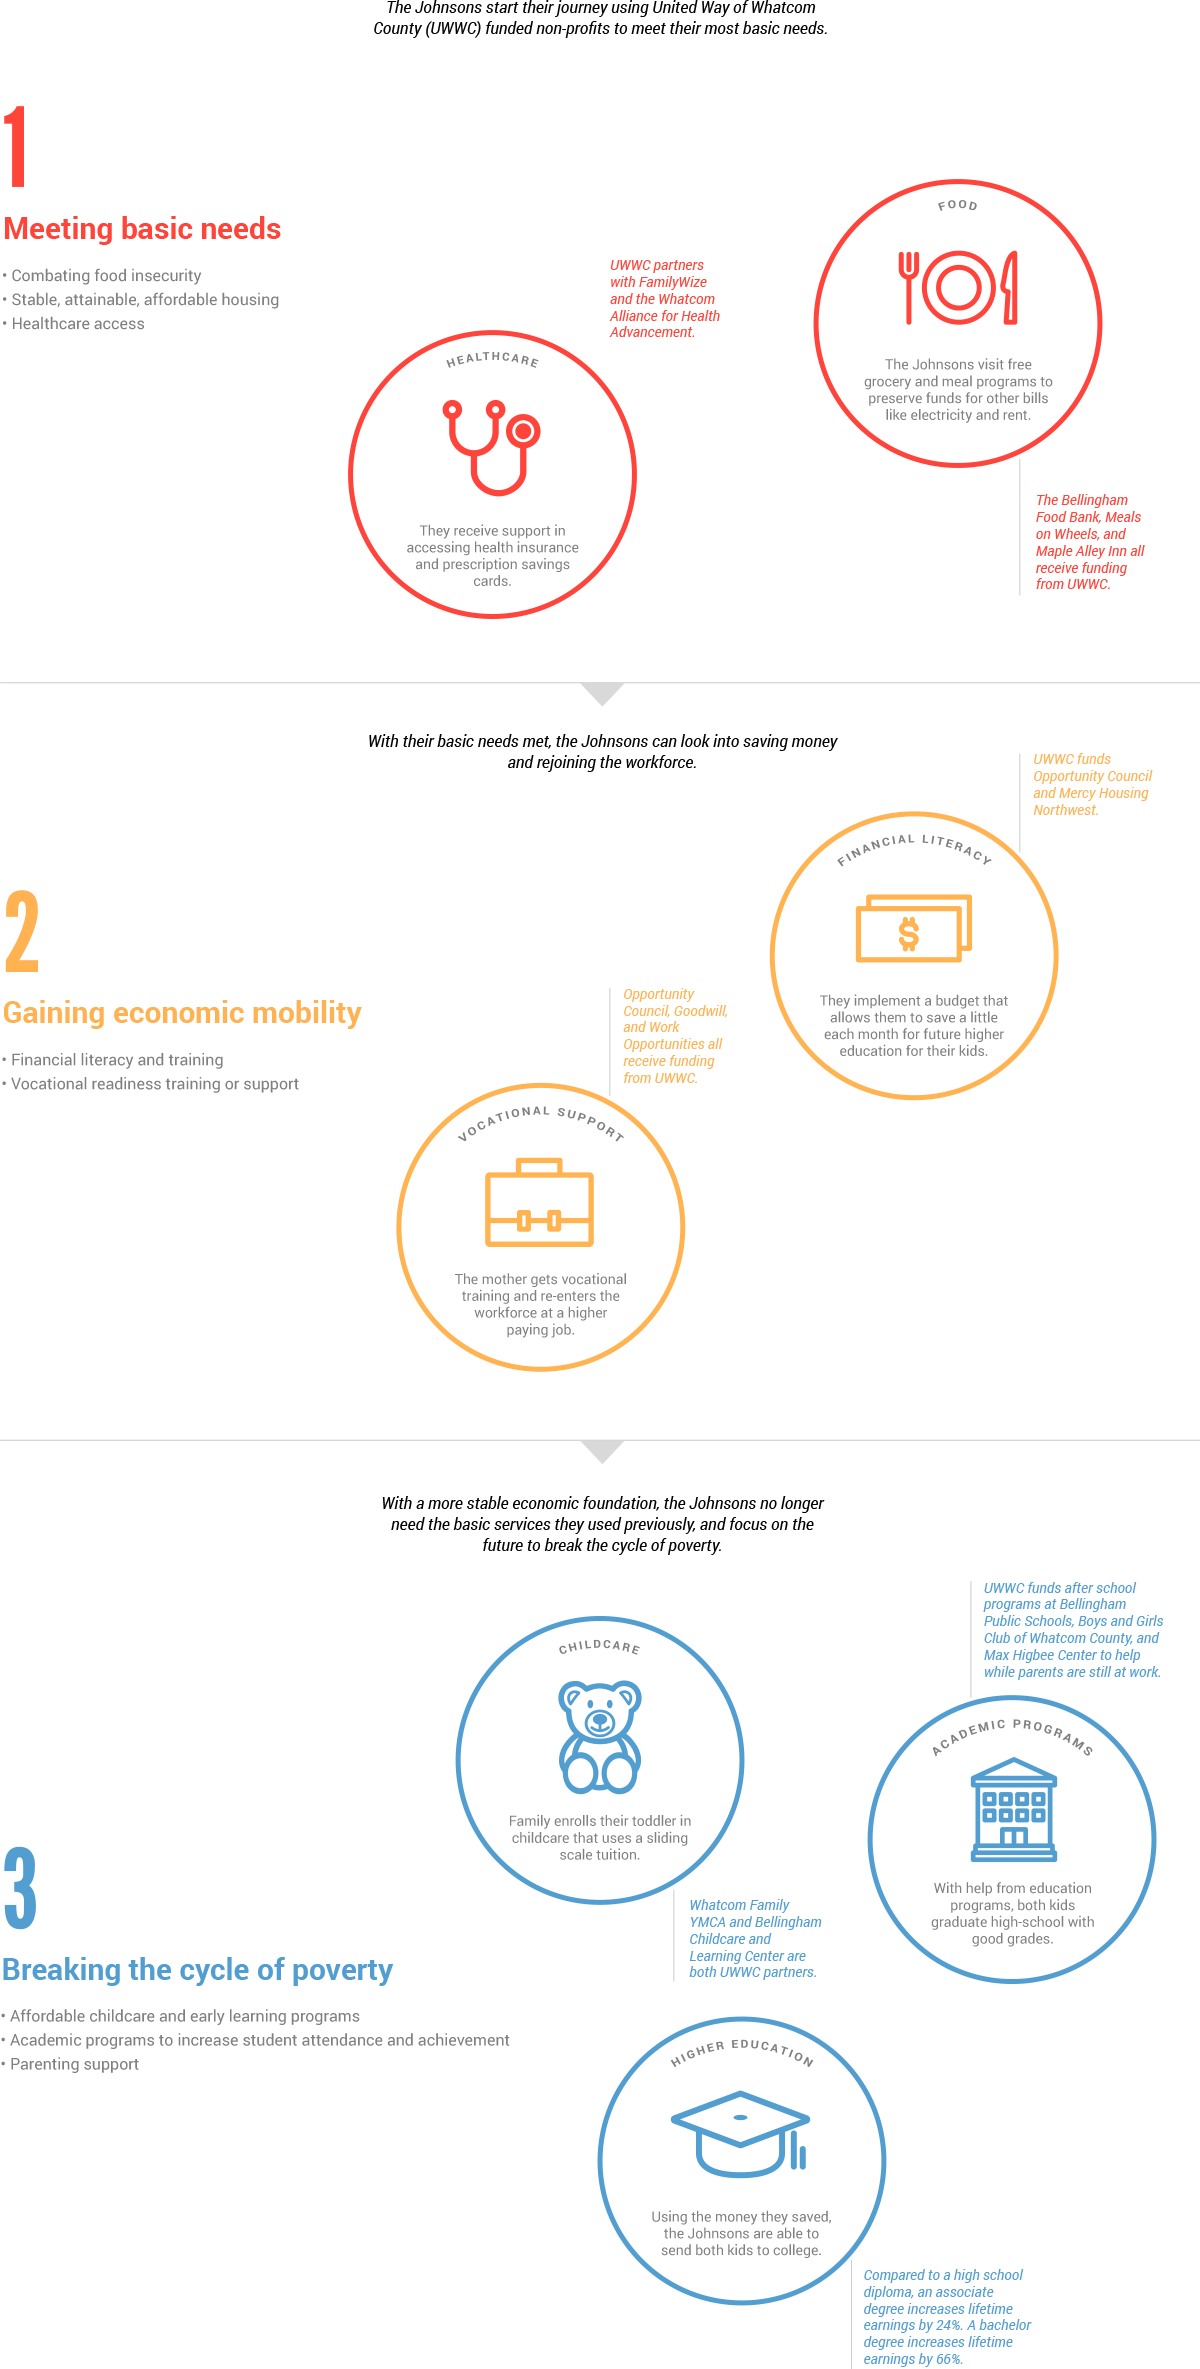 The Johnsons start their journey using United Way of Whatcom
County (UWWC) funded non-profits to meet their most basic needs.
1
Meeting basic needs
• Combating food insecurity
• Stable, attainable, affordable housing
• Healthcare access
FOOD
The Johnsons visit free
grocery and meal programs to
preserve funds for other bills
like electricity and rent.
UWWC partners
with FamilyWize
and the Whatcom
Alliance for Health
Advancement.
HEALTHCARE
They receive support in
accessing health insurance
and prescription savings
cards.
The Bellingham
Food Bank, Meals
on Wheels, and
Maple Alley Inn all
receive funding
from UWWC.
With their basic needs met, the Johnsons can look into saving money
and rejoining the workforce.
UWWC funds
Opportunity Council
and Mercy Housing
Northwest.
FINANCIAL LITERACY
They implement a budget that
allows them to save a little
each month for future higher
education for their kids.
2
Gaining economic mobility
• Financial literacy and training
• Vocational readiness training or support
Opportunity
Council, Goodwill,
and Work
Opportunities all
receive funding
from UWWC.
VOCATIONAL SUPPORT
The mother gets vocational
training and re-enters the
workforce at a higher
paying job.
With a more stable economic foundation, the Johnsons no longer
need the basic services they used previously, and focus on the
future to break the cycle of poverty.
UWWC funds after school
programs at Bellingham
Public Schools, Boys and Girls
Club of Whatcom County, and
Max Higbee Center to help
while parents are still at work.
CHILDCARE
Family enrolls their toddler in
childcare that uses a sliding
scale tuition.
ACADEMIC PROGRAMS
With help from education
programs, both kids
graduate high-school with
good grades.
3
Breaking the cycle of poverty
• Affordable childcare and early learning programs
• Academic programs to increase student attendance and achievement
• Parenting support
Whatcom Family
YMCA and Bellingham
Childcare and
Learning Center are
both UWWC partners.
HIGHER EDUCATION
Using the money they saved,
the Johnsons are able to
send both kids to college.
Compared to a high school
diploma, an associate
degree increases lifetime
earnings by 24%. A bachelor
degree increases lifetime
earnings by 66%.